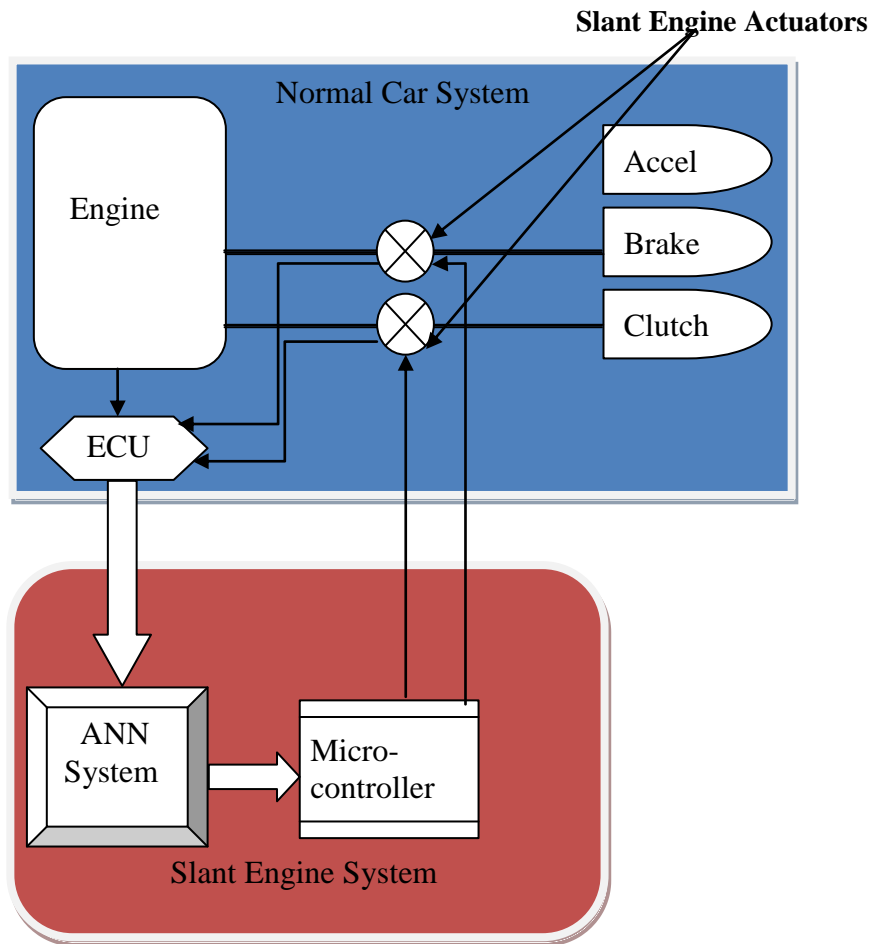 Slant Engine Actuators
Normal Car System
Accel
Engine
Brake
Clutch
ECU
ANN
System
Micro-
controller
Slant Engine System